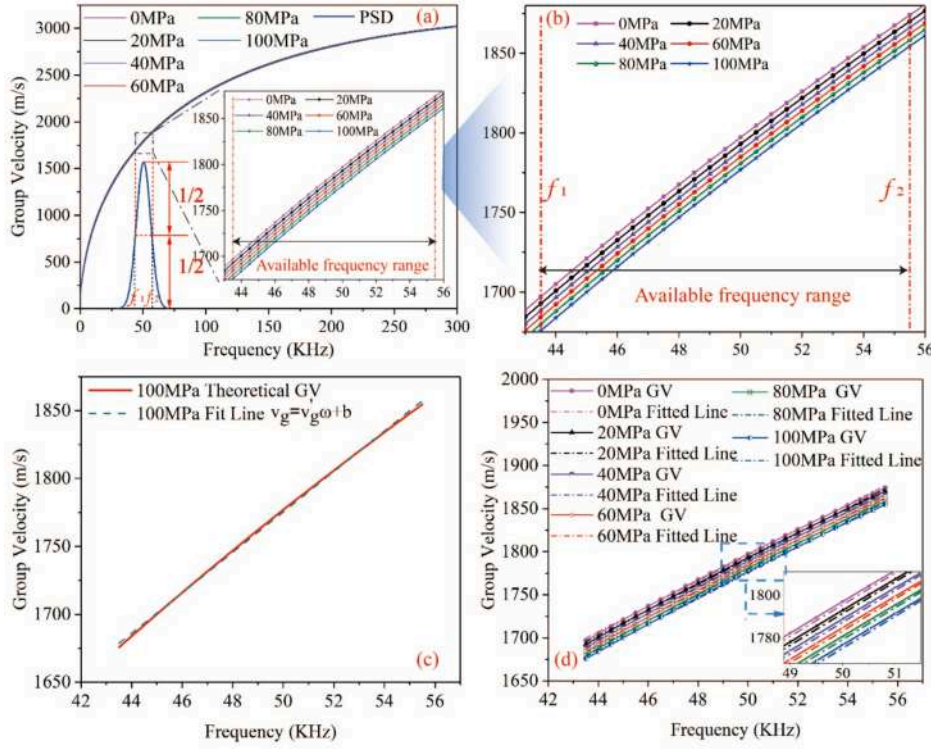 0MPa 80MPa PSD (a)
20MPa 100MPa
40MPa
60MPa
3000
2500
2000
1500
1000
500
0
Group Velocity (m/s)
1/2
1/2
0MPa 20MPa
40MPa 60MPa
80MPa 100MPa
1850
1800
1750
1700
Available frequency range
44 46 48 50 52 54 56
0 50 100 150 200 250 300
Frequency (KHz)
(b)
0MPa 20MPa
40MPa 60MPa
80MPa 100MPa
1850
1800
1750
1700
f1
f2
Available frequency range
44 46 48 50 52 54 56
Frequency (KHz)
100MPa Theoretical GV
100MPa Fit Line vg=v'gω+b
1850
1800
1750
1700
1650
Group Velocity (m/s)
(c)
44 46 48 50 52 54 56
Frequency (KHz)
2000
1950
1900
1850
1800
1750
1700
1650
Group Velocity (m/s)
0MPa GV 80MPa GV
0MPa Fitted Line 80MPa Fitted Line
20MPa GV 100MPa GV
20MPa Fitted Line 100MPa Fitted Line
40MPa GV
40MPa Fitted Line
60MPa GV
60MPa Fitted Line
1800
1780
49 50 51
(d)
44 46 48 50 52 54 56
Frequency (KHz)